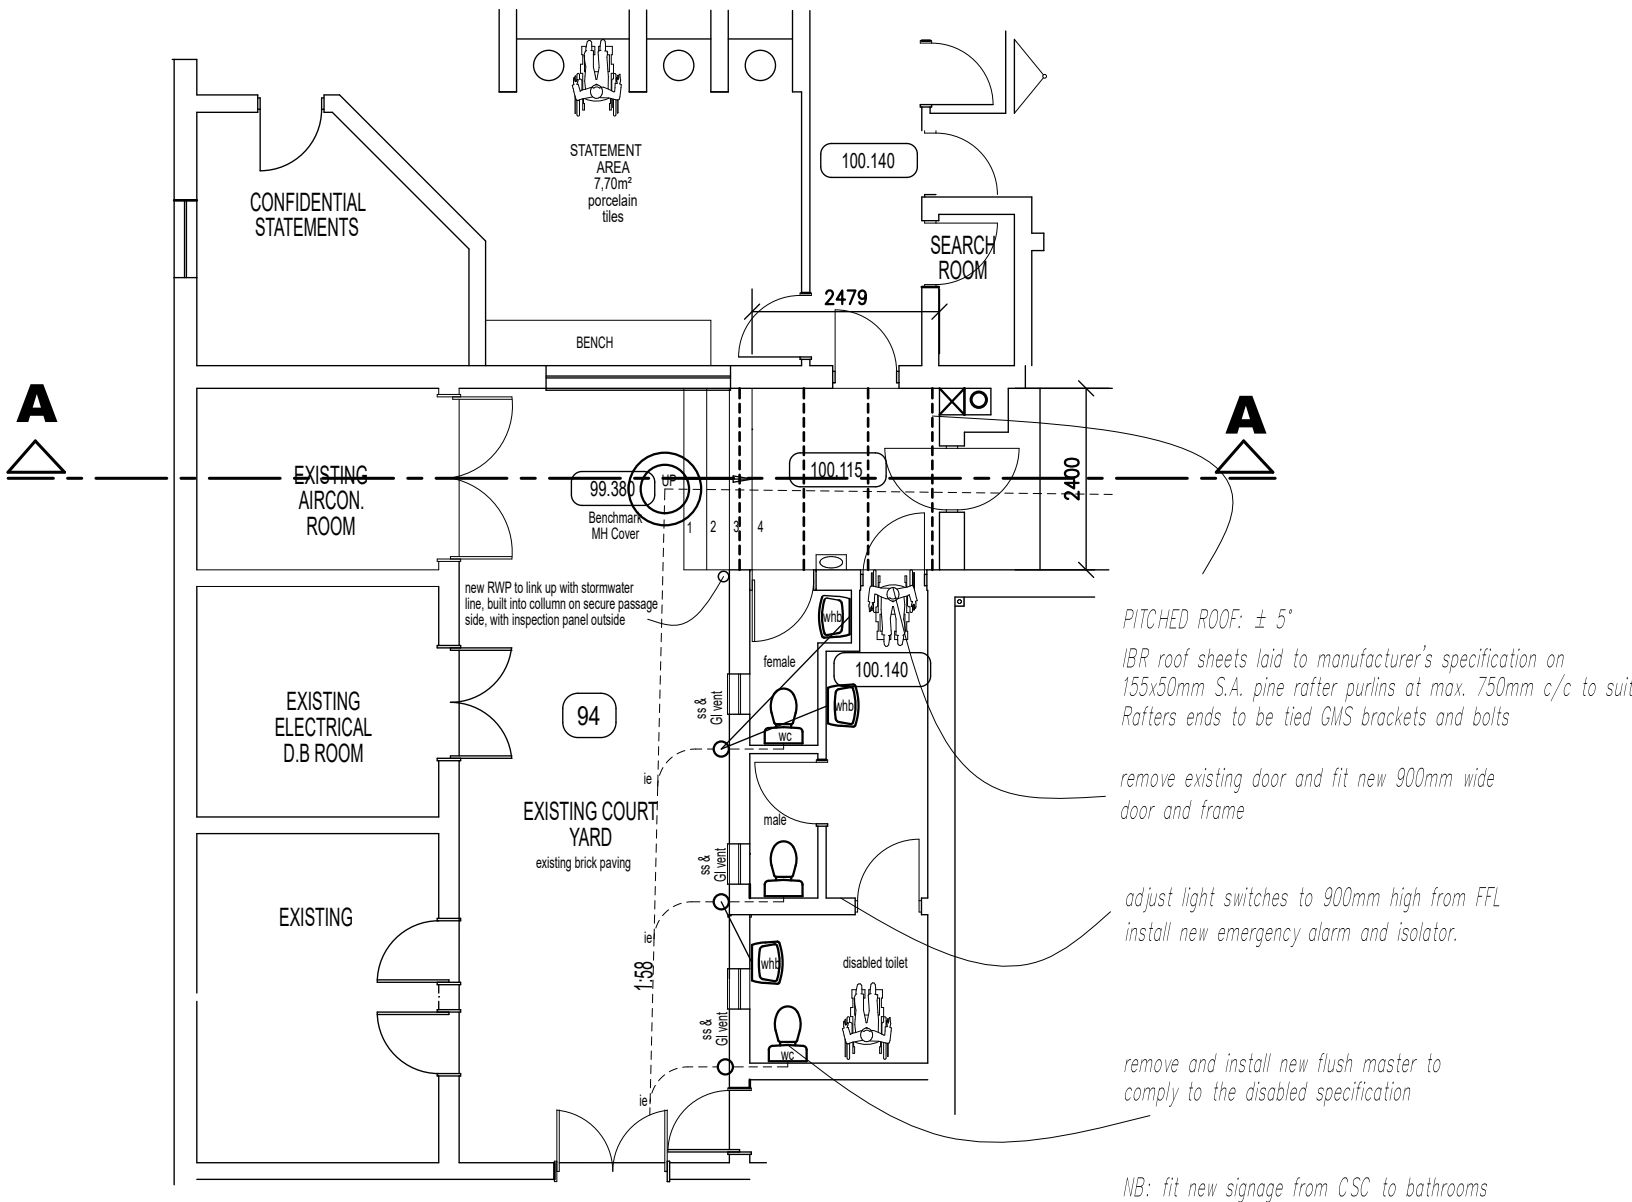 STATEMENT
AREA
7,70m²
porcelain
tiles
100.140
CONFIDENTIAL
STATEMENTS
SEARCH
ROOM
2479
BENCH
A
A
EXISTING
AIRCON.
ROOM
99.380
UP
Benchmark
MH Cover
1 2 3 4
100.115
2400
new RWP to link up with stormwater
line, built into collumn on secure passage
side, with inspection panel outside
whb
female
100.140
PITCHED ROOF: ± 5°
IBR roof sheets laid to manufacturer's specification on
155x50mm S.A. pine rafter purlins at max. 750mm c/c to suit
Rafters ends to be tied GMS brackets and bolts
EXISTING
ELECTRICAL
D.B ROOM
94
ss &
GI vent
whb
wc
ie
remove existing door and fit new 900mm wide
door and frame
EXISTING COURT
YARD
existing brick paving
male
ss &
GI vent
EXISTING
adjust light switches to 900mm high from FFL
install new emergency alarm and isolator.
ie
1:58
whb
disabled toilet
ss &
GI vent
wc
remove and install new flush master to
comply to the disabled specification
ie
NB: fit new signage from CSC to bathrooms